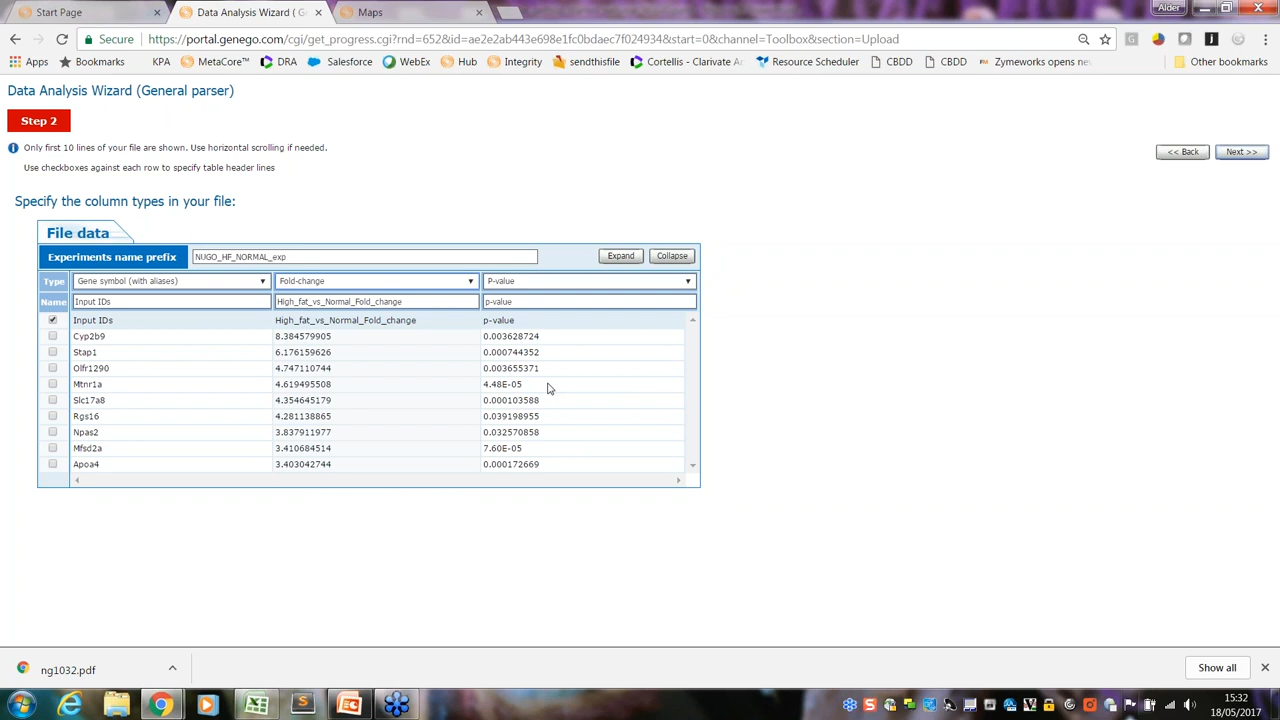 Start Page
Data Analysis Wizard ( G
Maps
Alder
Secure
https://portal.genego.com/cgi/get_progress.cgi?rnd=652&id=ae2e2ab443e698e1fc0bdaec7f024934&start=0&channel=Toolbox&section=Upload
Apps
Bookmarks
KPA
MetaCore™
DRA
Salesforce
WebEx
Hub
Integrity
sendthisfile
Cortellis - Clarivate A
Resource Scheduler
CBDD
CBDD
Zymeworks opens ne
Other bookmarks
Data Analysis Wizard (General parser)
Step 2
Only first 10 lines of your file are shown. Use horizontal scrolling if needed.
<< Back
Next >>
Use checkboxes against each row to specify table header lines
Specify the column types in your file:
File data
Experiments name prefix
NUGO_HF_NORMAL_exp
Expand
Collapse
Type
Gene symbol (with aliases)
Fold-change
P-value
Name
Input IDs
High_fat_vs_Normal_Fold_change
p-value
Input IDs High_fat_vs_Normal_Fold_change p-value
Cyp2b9 8.384579905 0.003628724
Stap1 6.176159626 0.000744352
Olfr1290 4.747110744 0.003655371
Mtnr1a 4.619495508 4.48E-05
Slc17a8 4.354645179 0.000103588
Rgs16 4.281138865 0.039198955
Npas2 3.837911977 0.032570858
Mfsd2a 3.410684514 7.60E-05
Apoa4 3.403042744 0.000172669
ng1032.pdf
Show all
15:32
18/05/2017